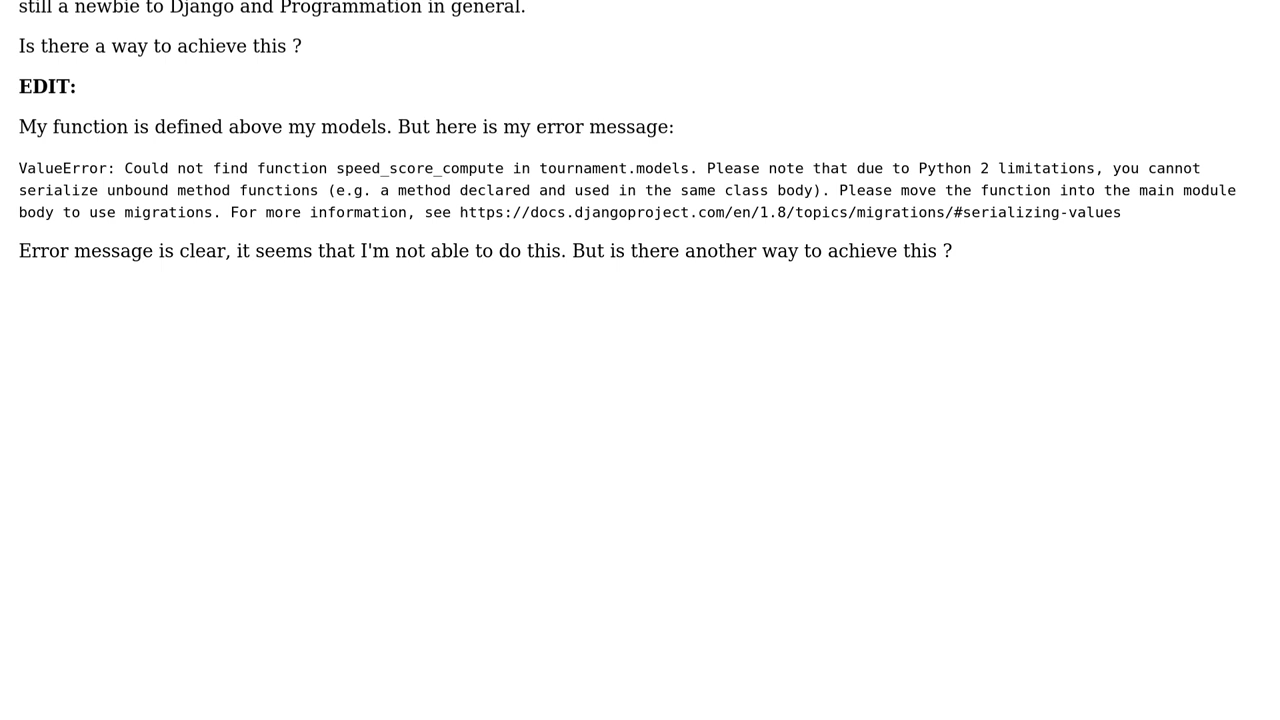 still a newbie to Django and Programmation in general.
Is there a way to achieve this ?
EDIT:
My function is defined above my models. But here is my error message:
ValueError: Could not find function speed_score_compute in tournament.models. Please note that due to Python 2 limitations, you cannot
serialize unbound method functions (e.g. a method declared and used in the same class body). Please move the function into the main module
body to use migrations. For more information, see https://docs.djangoproject.com/en/1.8/topics/migrations/#serializing-values
Error message is clear, it seems that I'm not able to do this. But is there another way to achieve this ?